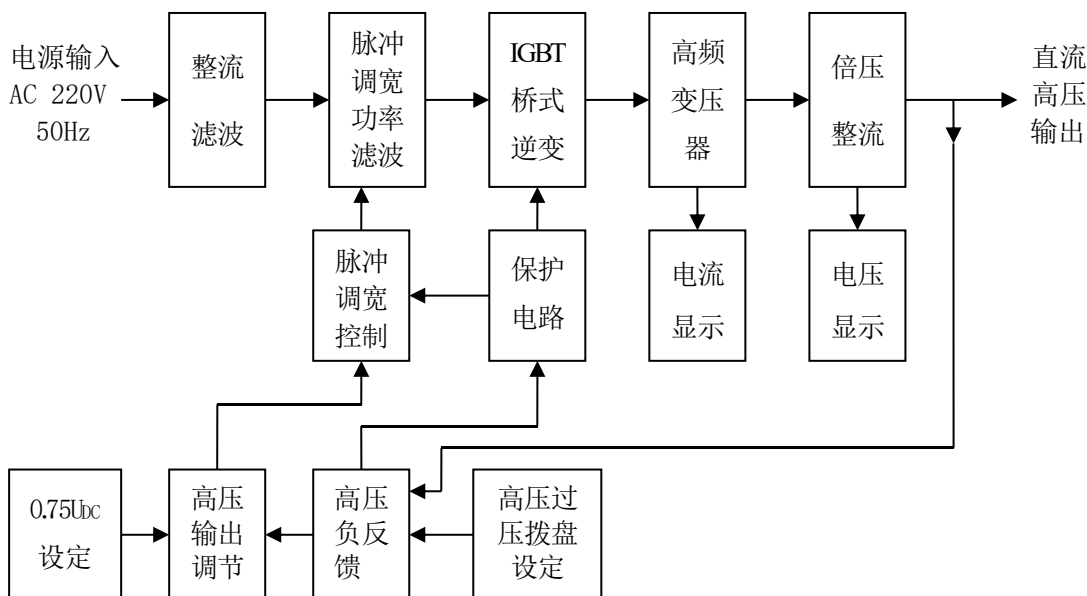 电源输入
AC 220V
50Hz
整流
滤波
脉冲
调宽
功率
滤波
IGBT
桥式
逆变
高频
变压
器
倍压
整流
直流
高压
输出
脉冲
调宽
控制
保护
电路
电流
显示
电压
显示
0.75UDC
设定
高压
输出
调节
高压
负反
馈
高压过
压拨盘
设定